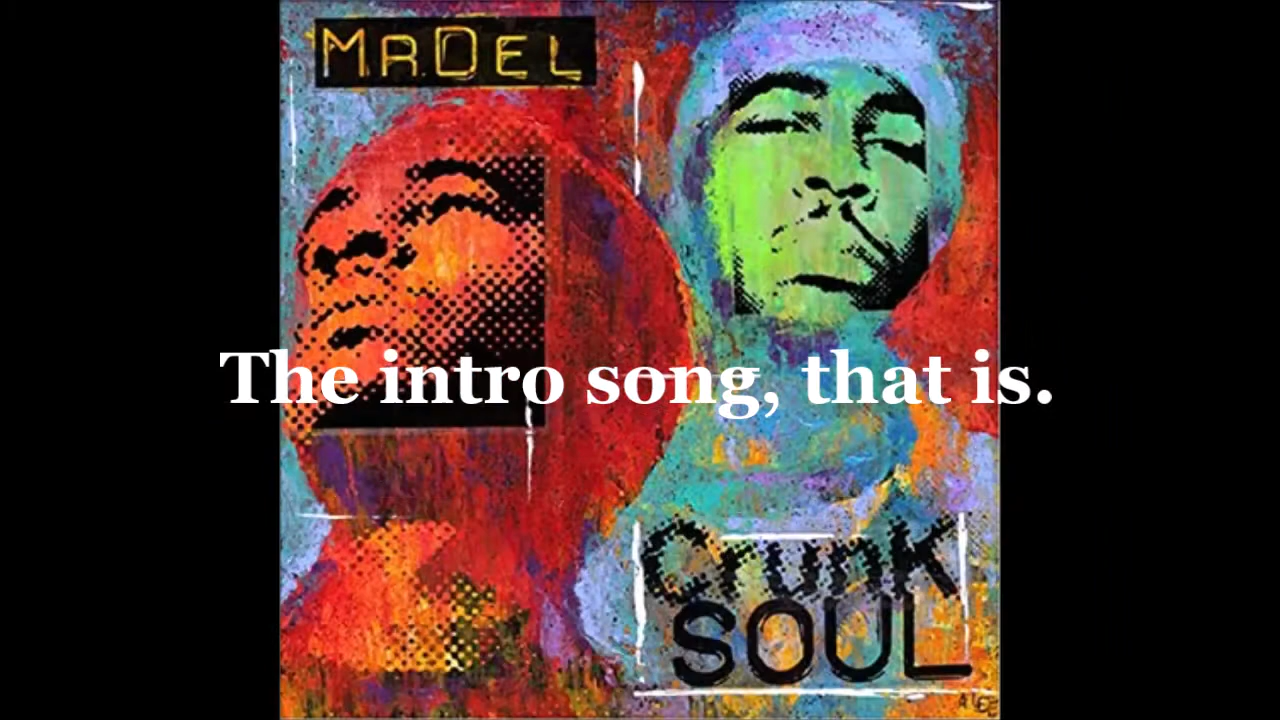 MR.DEL
The intro song, that is.
Crunk
SOUL